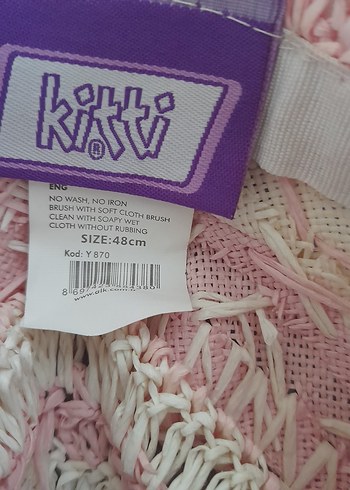 kitti
®
ENG
NO WASH, NO IRON
BRUSH WITH SOFT CLOTH BRUSH
CLEAN WITH SOAPY WET
CLOTH WITHOUT RUBBING
SIZE:48cm
Kod: Y 870